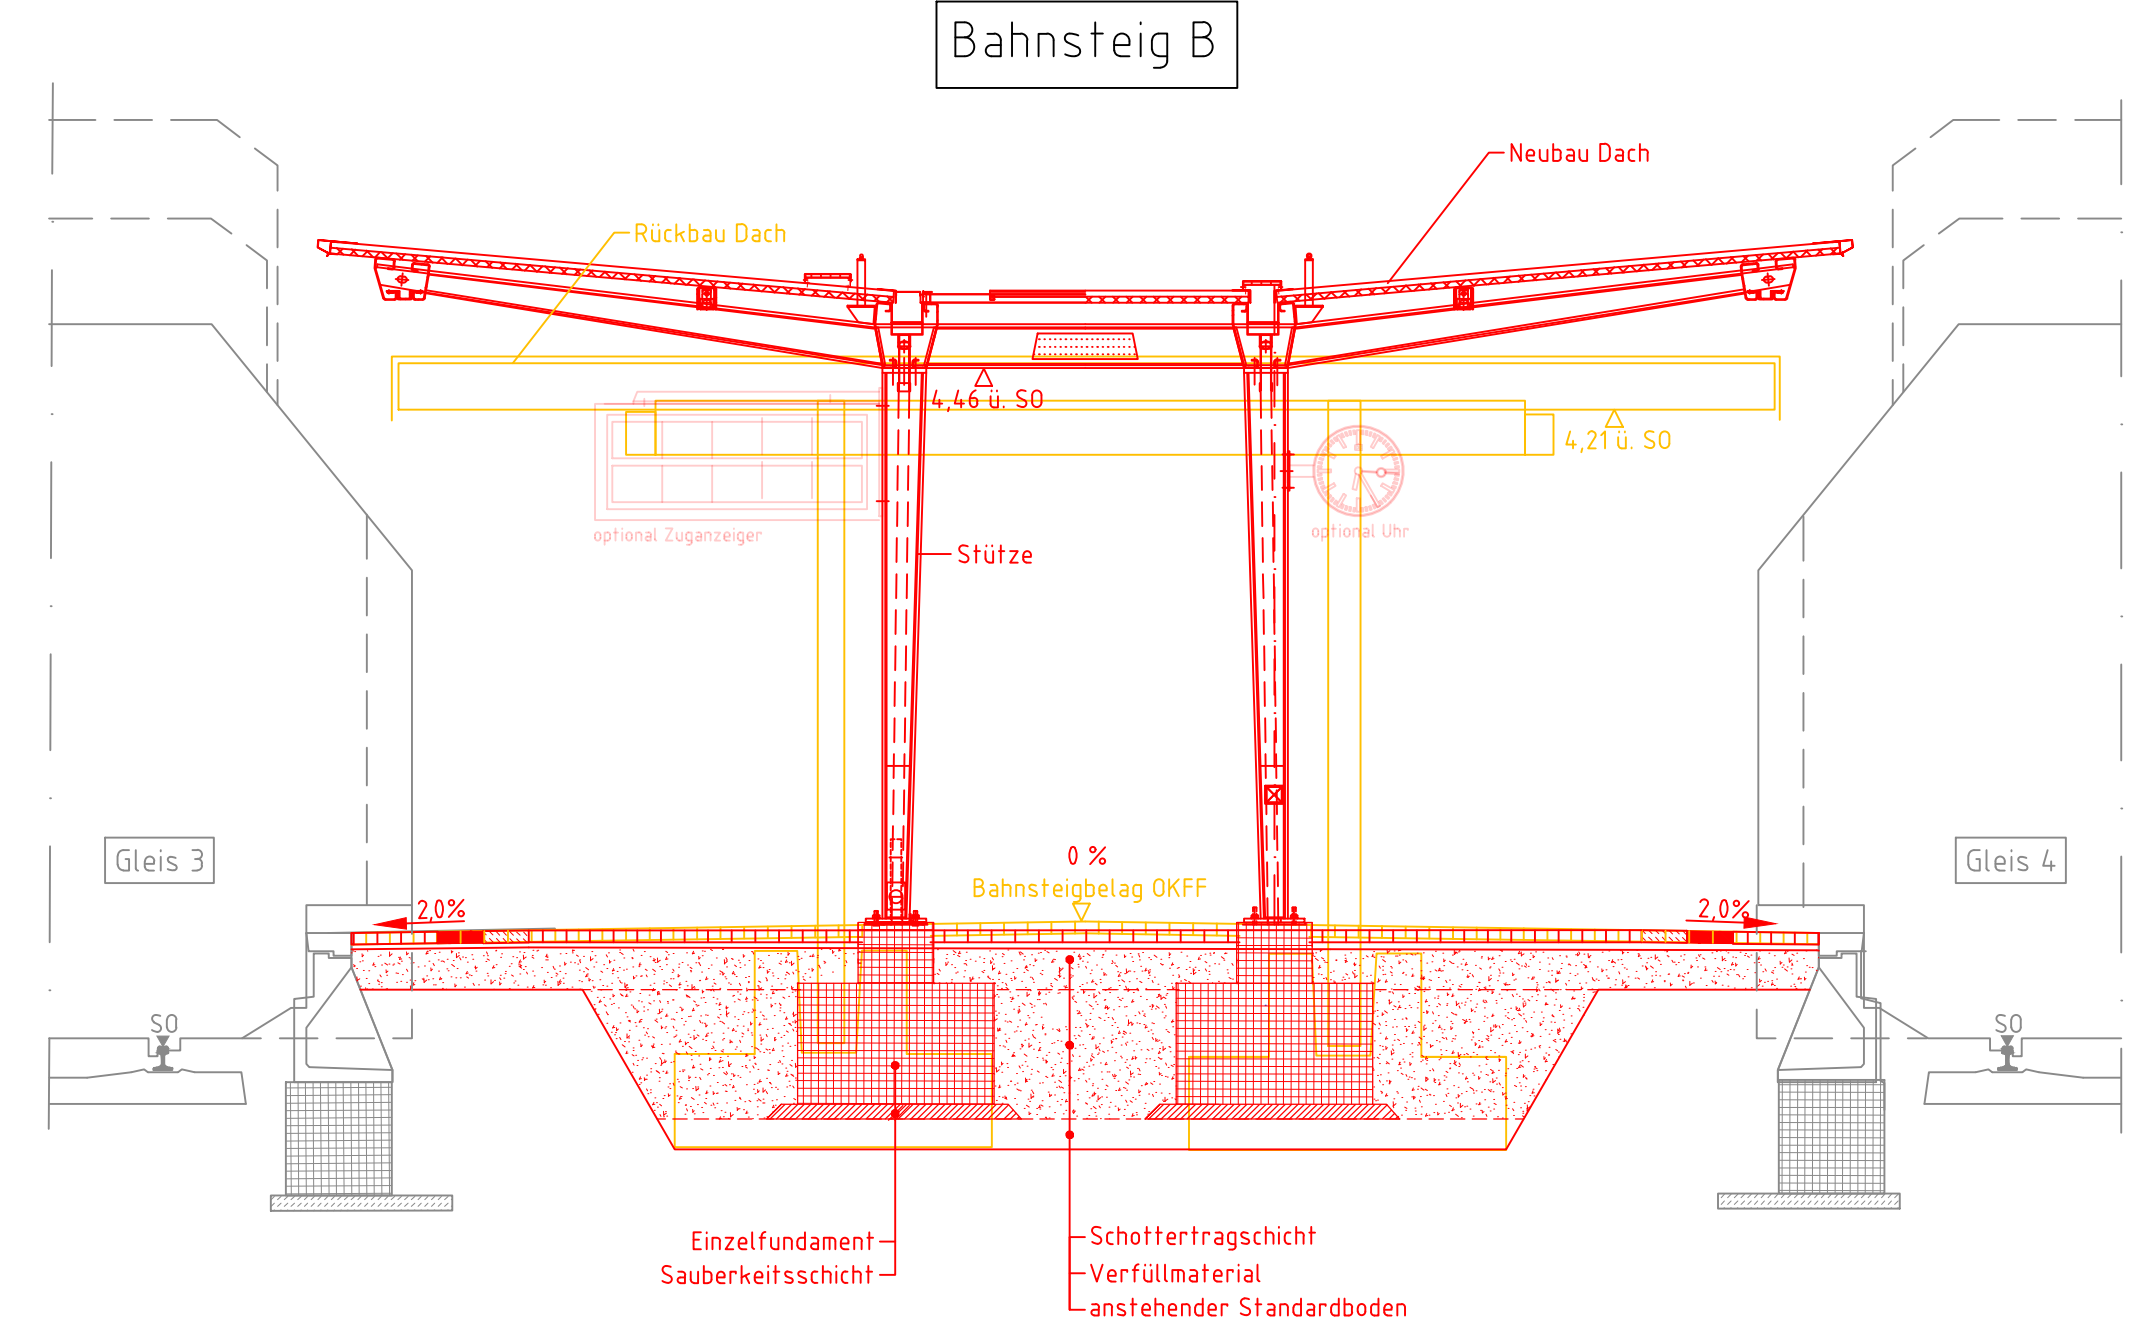 Bahnsteig B
Neubau Dach
Rückbau Dach
4,46 ü. SO
4,21 ü. SO
optional Zuganzeiger
optional Uhr
Stütze
0 %
Gleis 3
Gleis 4
Bahnsteigbelag OKFF
2,0%
2,0%
SO
SO
Einzelfundament
Sauberkeitsschicht
Schottertragschicht
Verfüllmaterial
anstehender Standardboden